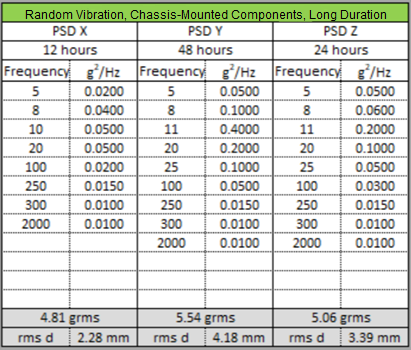 Random Vibration, Chassis-Mounted Components, Long Duration
PSD X PSD Y PSD Z
12 hours 48 hours 24 hours
Frequency g²/Hz Frequency g²/Hz Frequency g²/Hz
5 0.0200 5 0.0500 5 0.0500
8 0.0400 8 0.1000 8 0.0600
10 0.0500 11 0.4000 11 0.2000
20 0.0500 20 0.2000 20 0.1000
100 0.0200 25 0.1000 25 0.0500
250 0.0150 100 0.0500 100 0.0300
300 0.0100 250 0.0150 250 0.0150
2000 0.0100 300 0.0100 300 0.0100
2000 0.0100 2000 0.0100
4.81 grms 5.54 grms 5.06 grms
rms d 2.28 mm rms d 4.18 mm rms d 3.39 mm